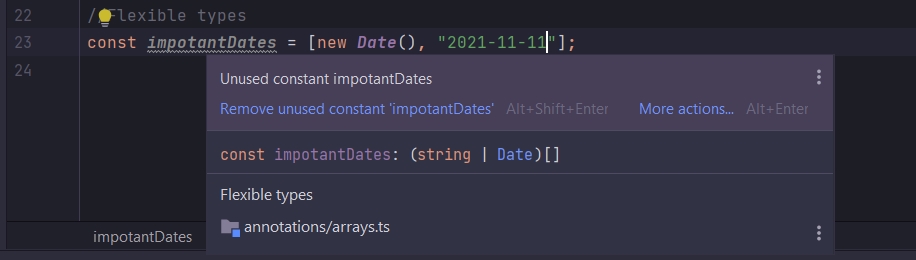 22 // Flexible types
23 const impotantDates = [new Date(), "2021-11-11"];
24
Unused constant impotantDates
Remove unused constant 'impotantDates' Alt+Shift+Enter More actions... Alt+Enter
const impotantDates: (string | Date)[]
Flexible types
annotations/arrays.ts
impotantDates